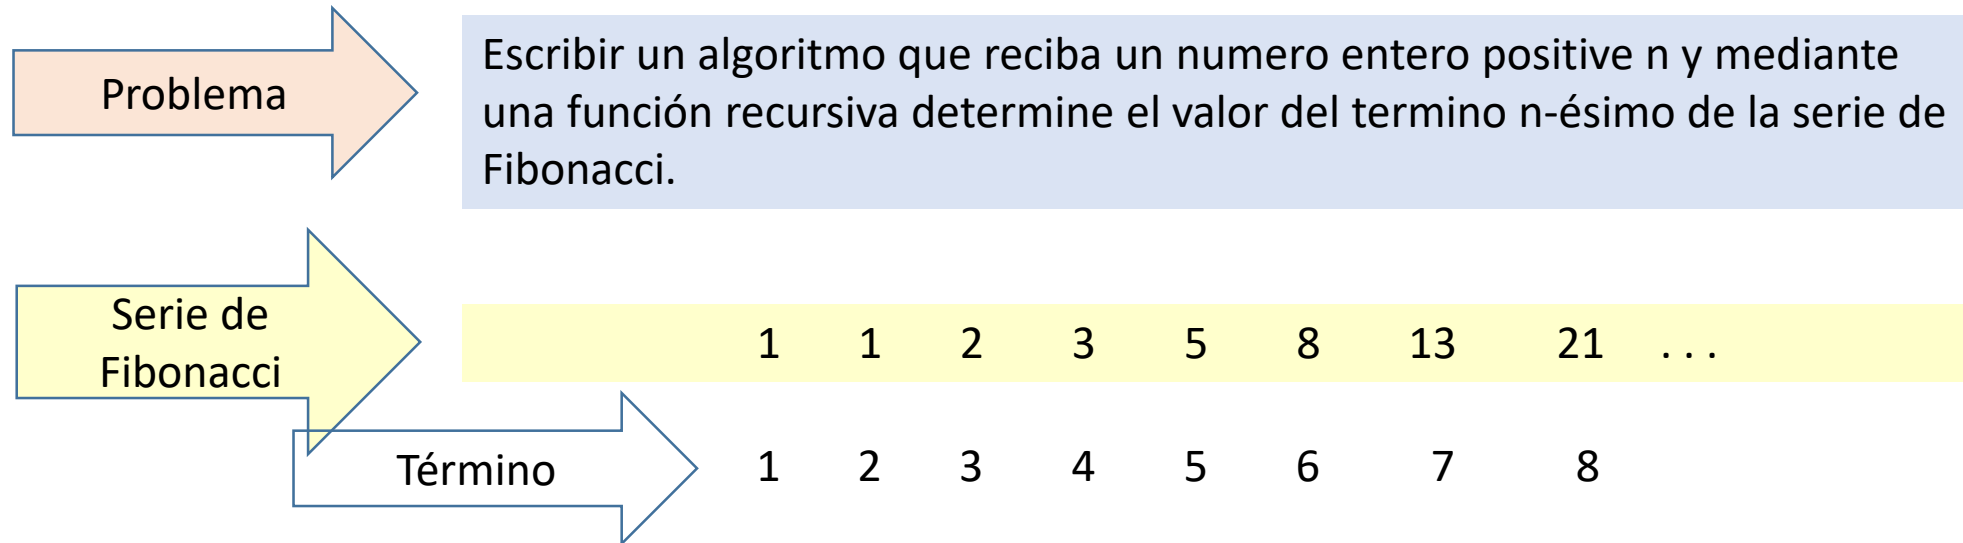 Problema
Escribir un algoritmo que reciba un numero entero positive n y mediante
una función recursiva determine el valor del termino n-ésimo de la serie de
Fibonacci.
Serie de
Fibonacci
1 1 2 3 5 8 13 21 . . .
Término
1 2 3 4 5 6 7 8